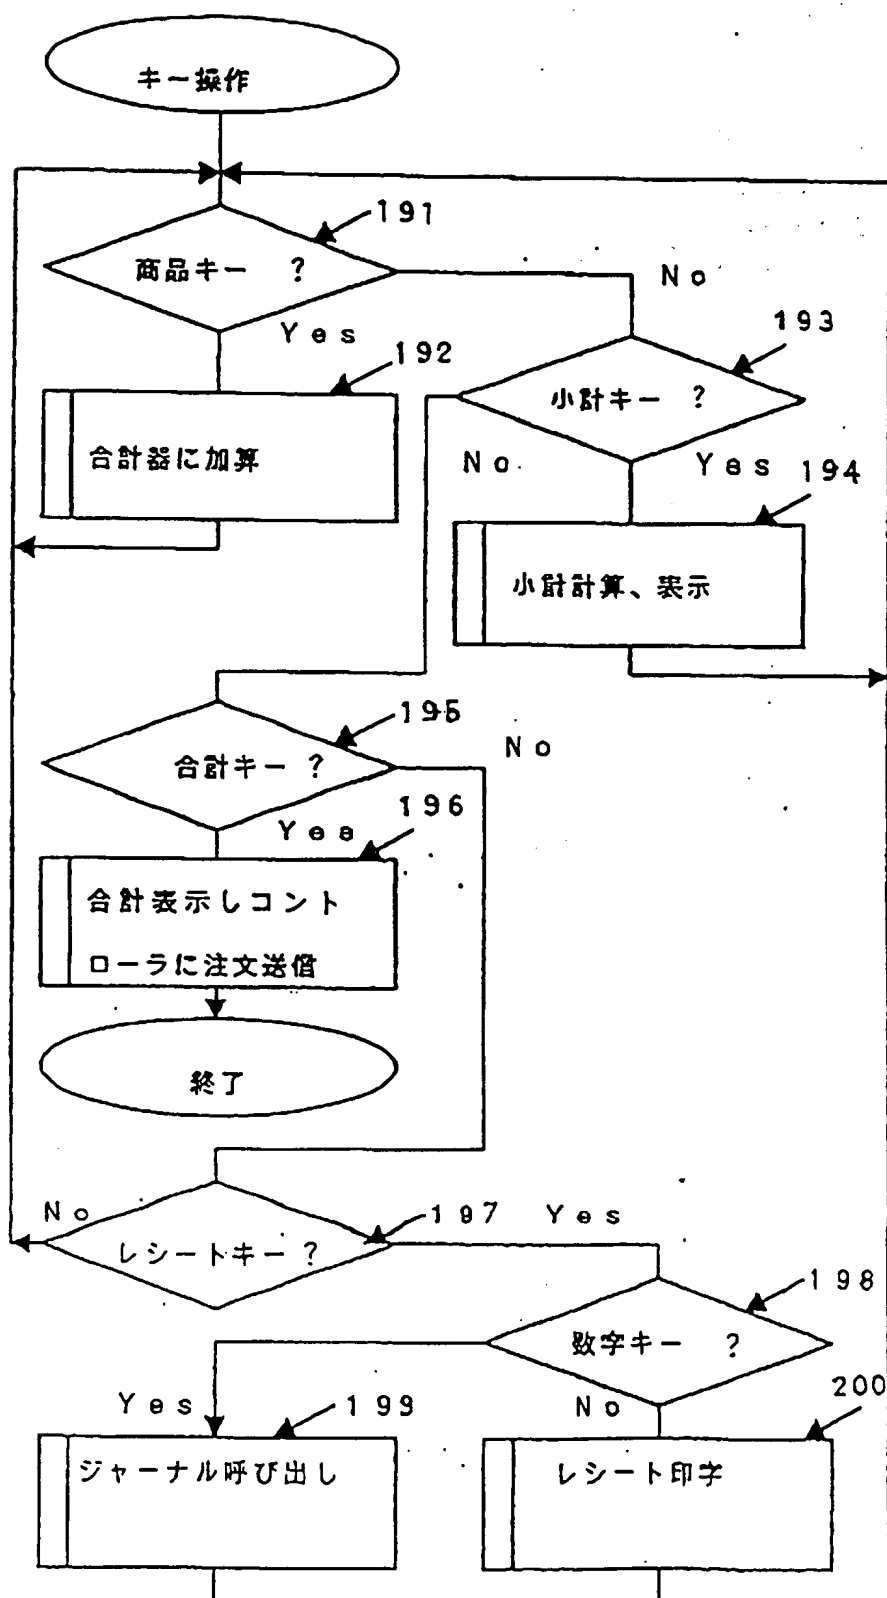 キー操作
191
商品キー ?
No
Yes
192
193
小計キー ?
合計器に加算
No
Yes
194
小計計算、表示
195
合計キー ?
No
Yes
196
合計表示しコント
ローラに注文送信
終了
No
レシートキー ?
197
Yes
198
数字キー ?
Yes
199
No
200
ジャーナル呼び出し
レシート印字